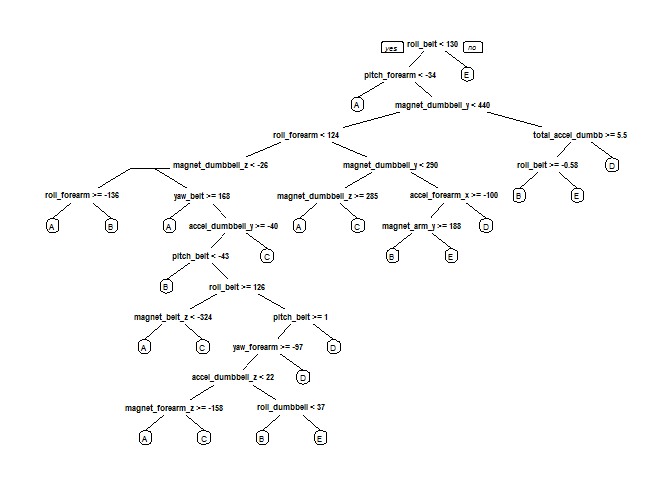 yes roll_belt < 130 no
pitch_forearm < -34 E
A magnet_dumbbell_y < 440
roll_forearm < 124 total_accel_dumbb >= 5.5
magnet_dumbbell_z < -26 magnet_dumbbell_y < 290 roll_belt >= -0.58 D
roll_forearm >= -136 yaw_belt >= 168 magnet_dumbbell_z >= 285 accel_forearm_x >= -100 B E
A B A accel_dumbbell_y >= -40 A C magnet_arm_y >= 188 D
pitch_belt < -43 C B E
B roll_belt >= 126
magnet_belt_z < -324 pitch_belt >= 1
A C yaw_forearm >= -97 D
accel_dumbbell_z < 22 D
magnet_forearm_z >= -158 roll_dumbbell < 37
A C B E